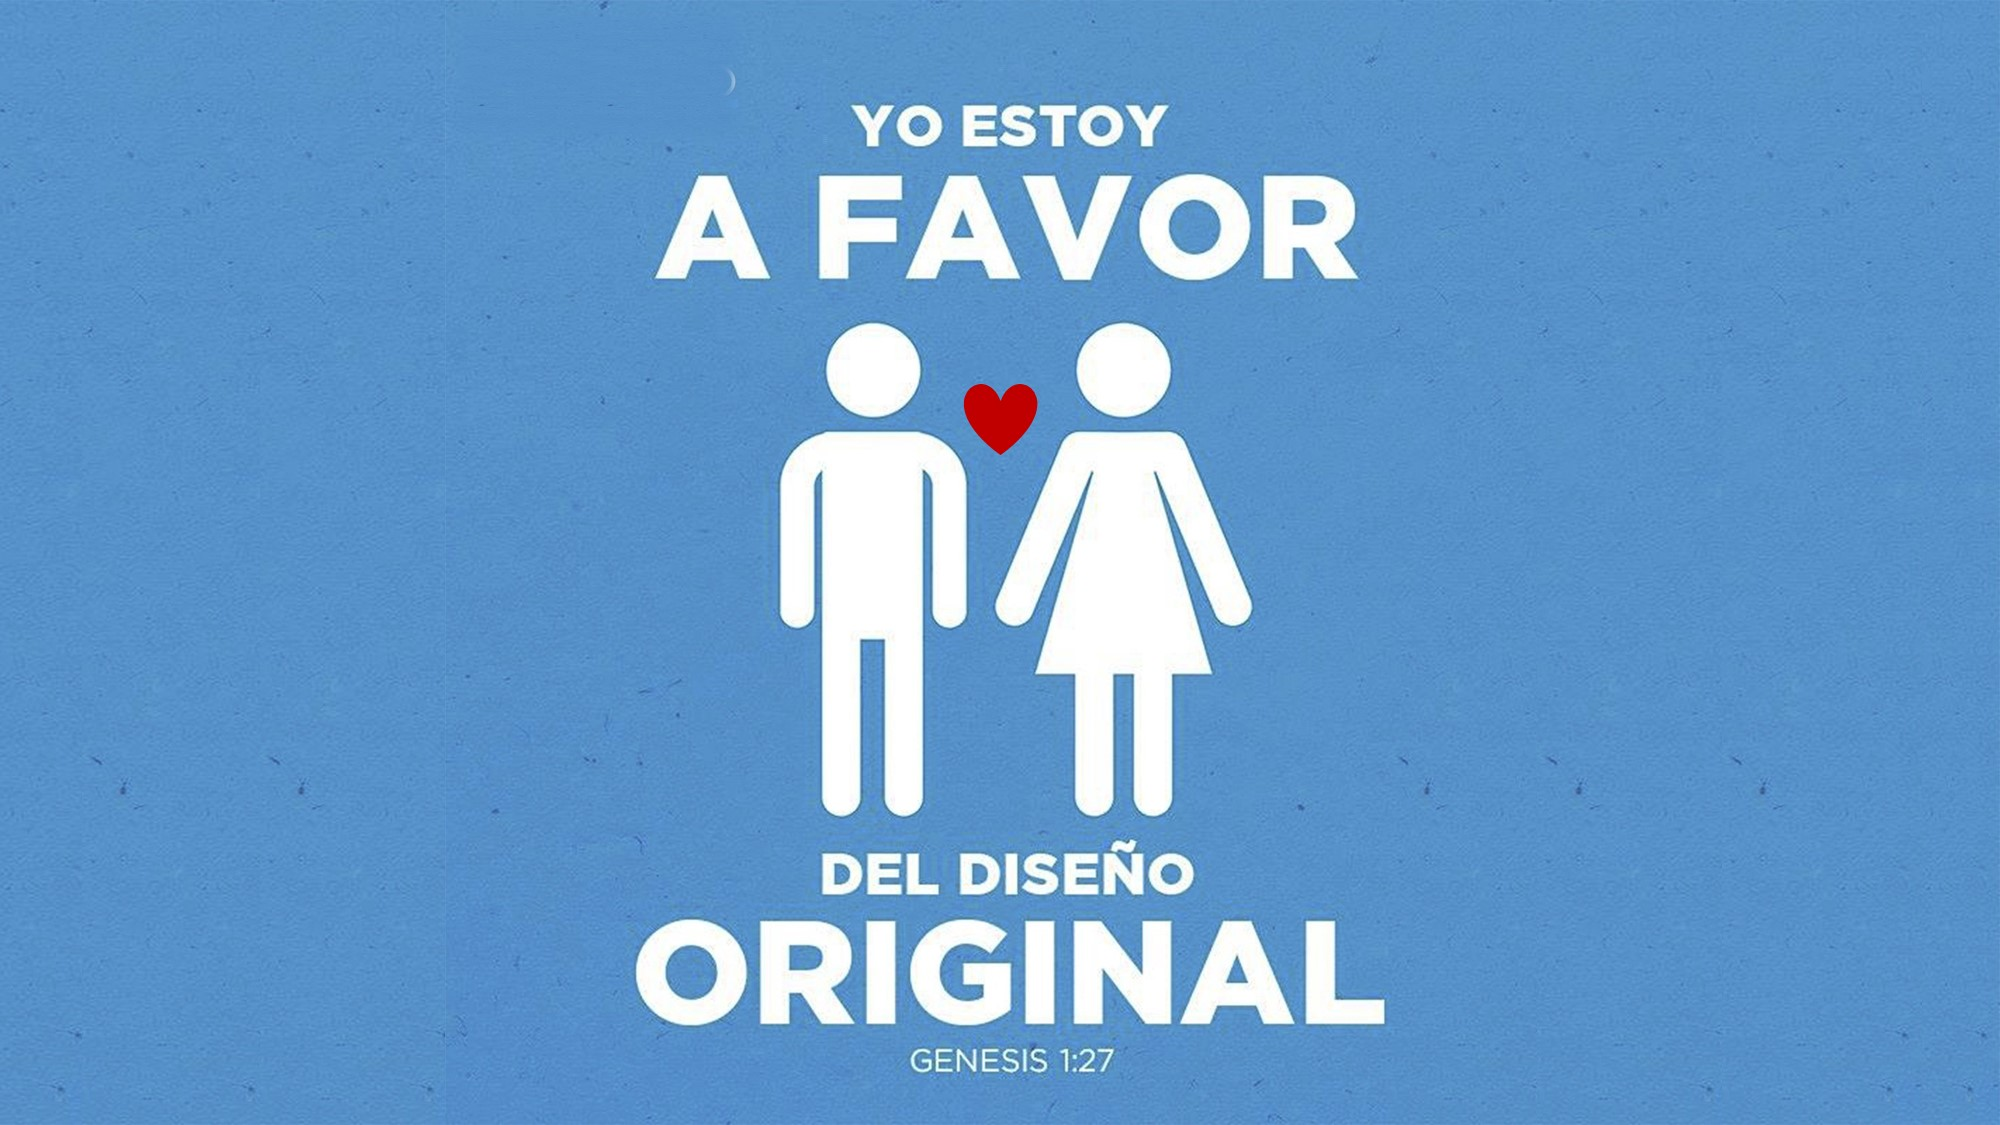 YO ESTOY
A FAVOR
DEL DISEÑO
ORIGINAL
GENESIS 1:27